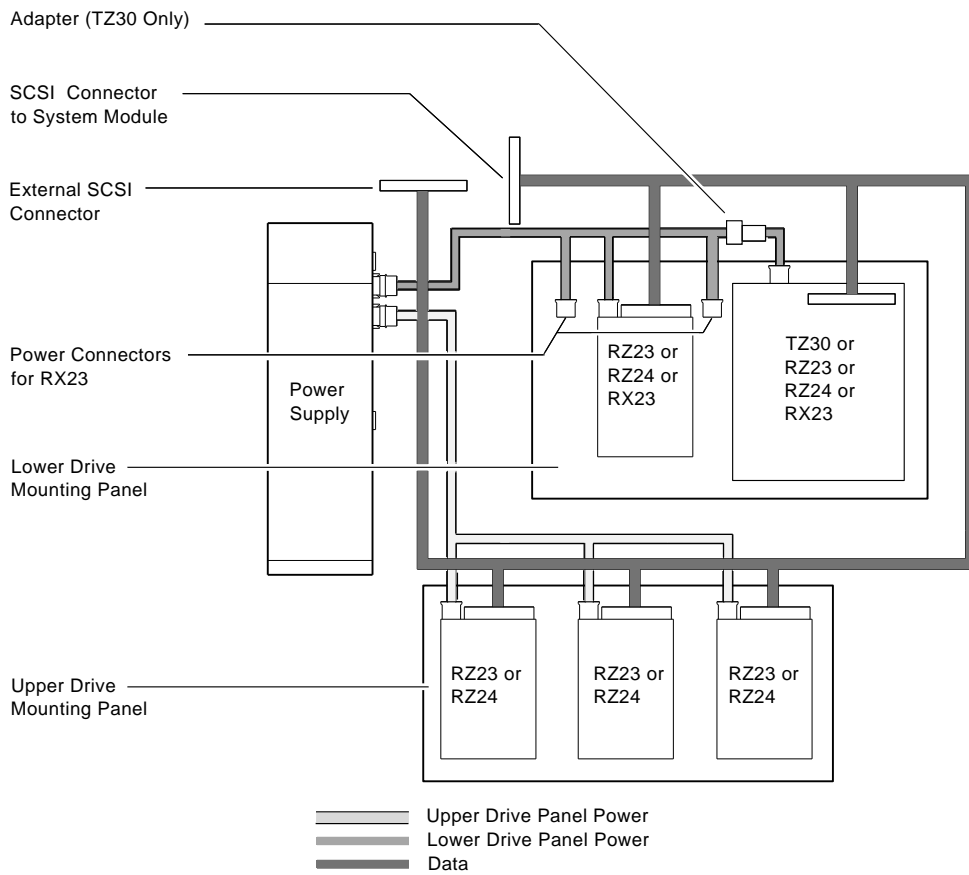 Adapter (TZ30 Only)
SCSI Connector
to System Module
External SCSI
Connector
Power Connectors
for RX23
Power
Supply
RZ23 or
RZ24 or
RX23
TZ30 or
RZ23 or
RZ24 or
RX23
Lower Drive
Mounting Panel
Upper Drive
Mounting Panel
RZ23 or
RZ24
RZ23 or
RZ24
RZ23 or
RZ24
Upper Drive Panel Power
Lower Drive Panel Power
Data